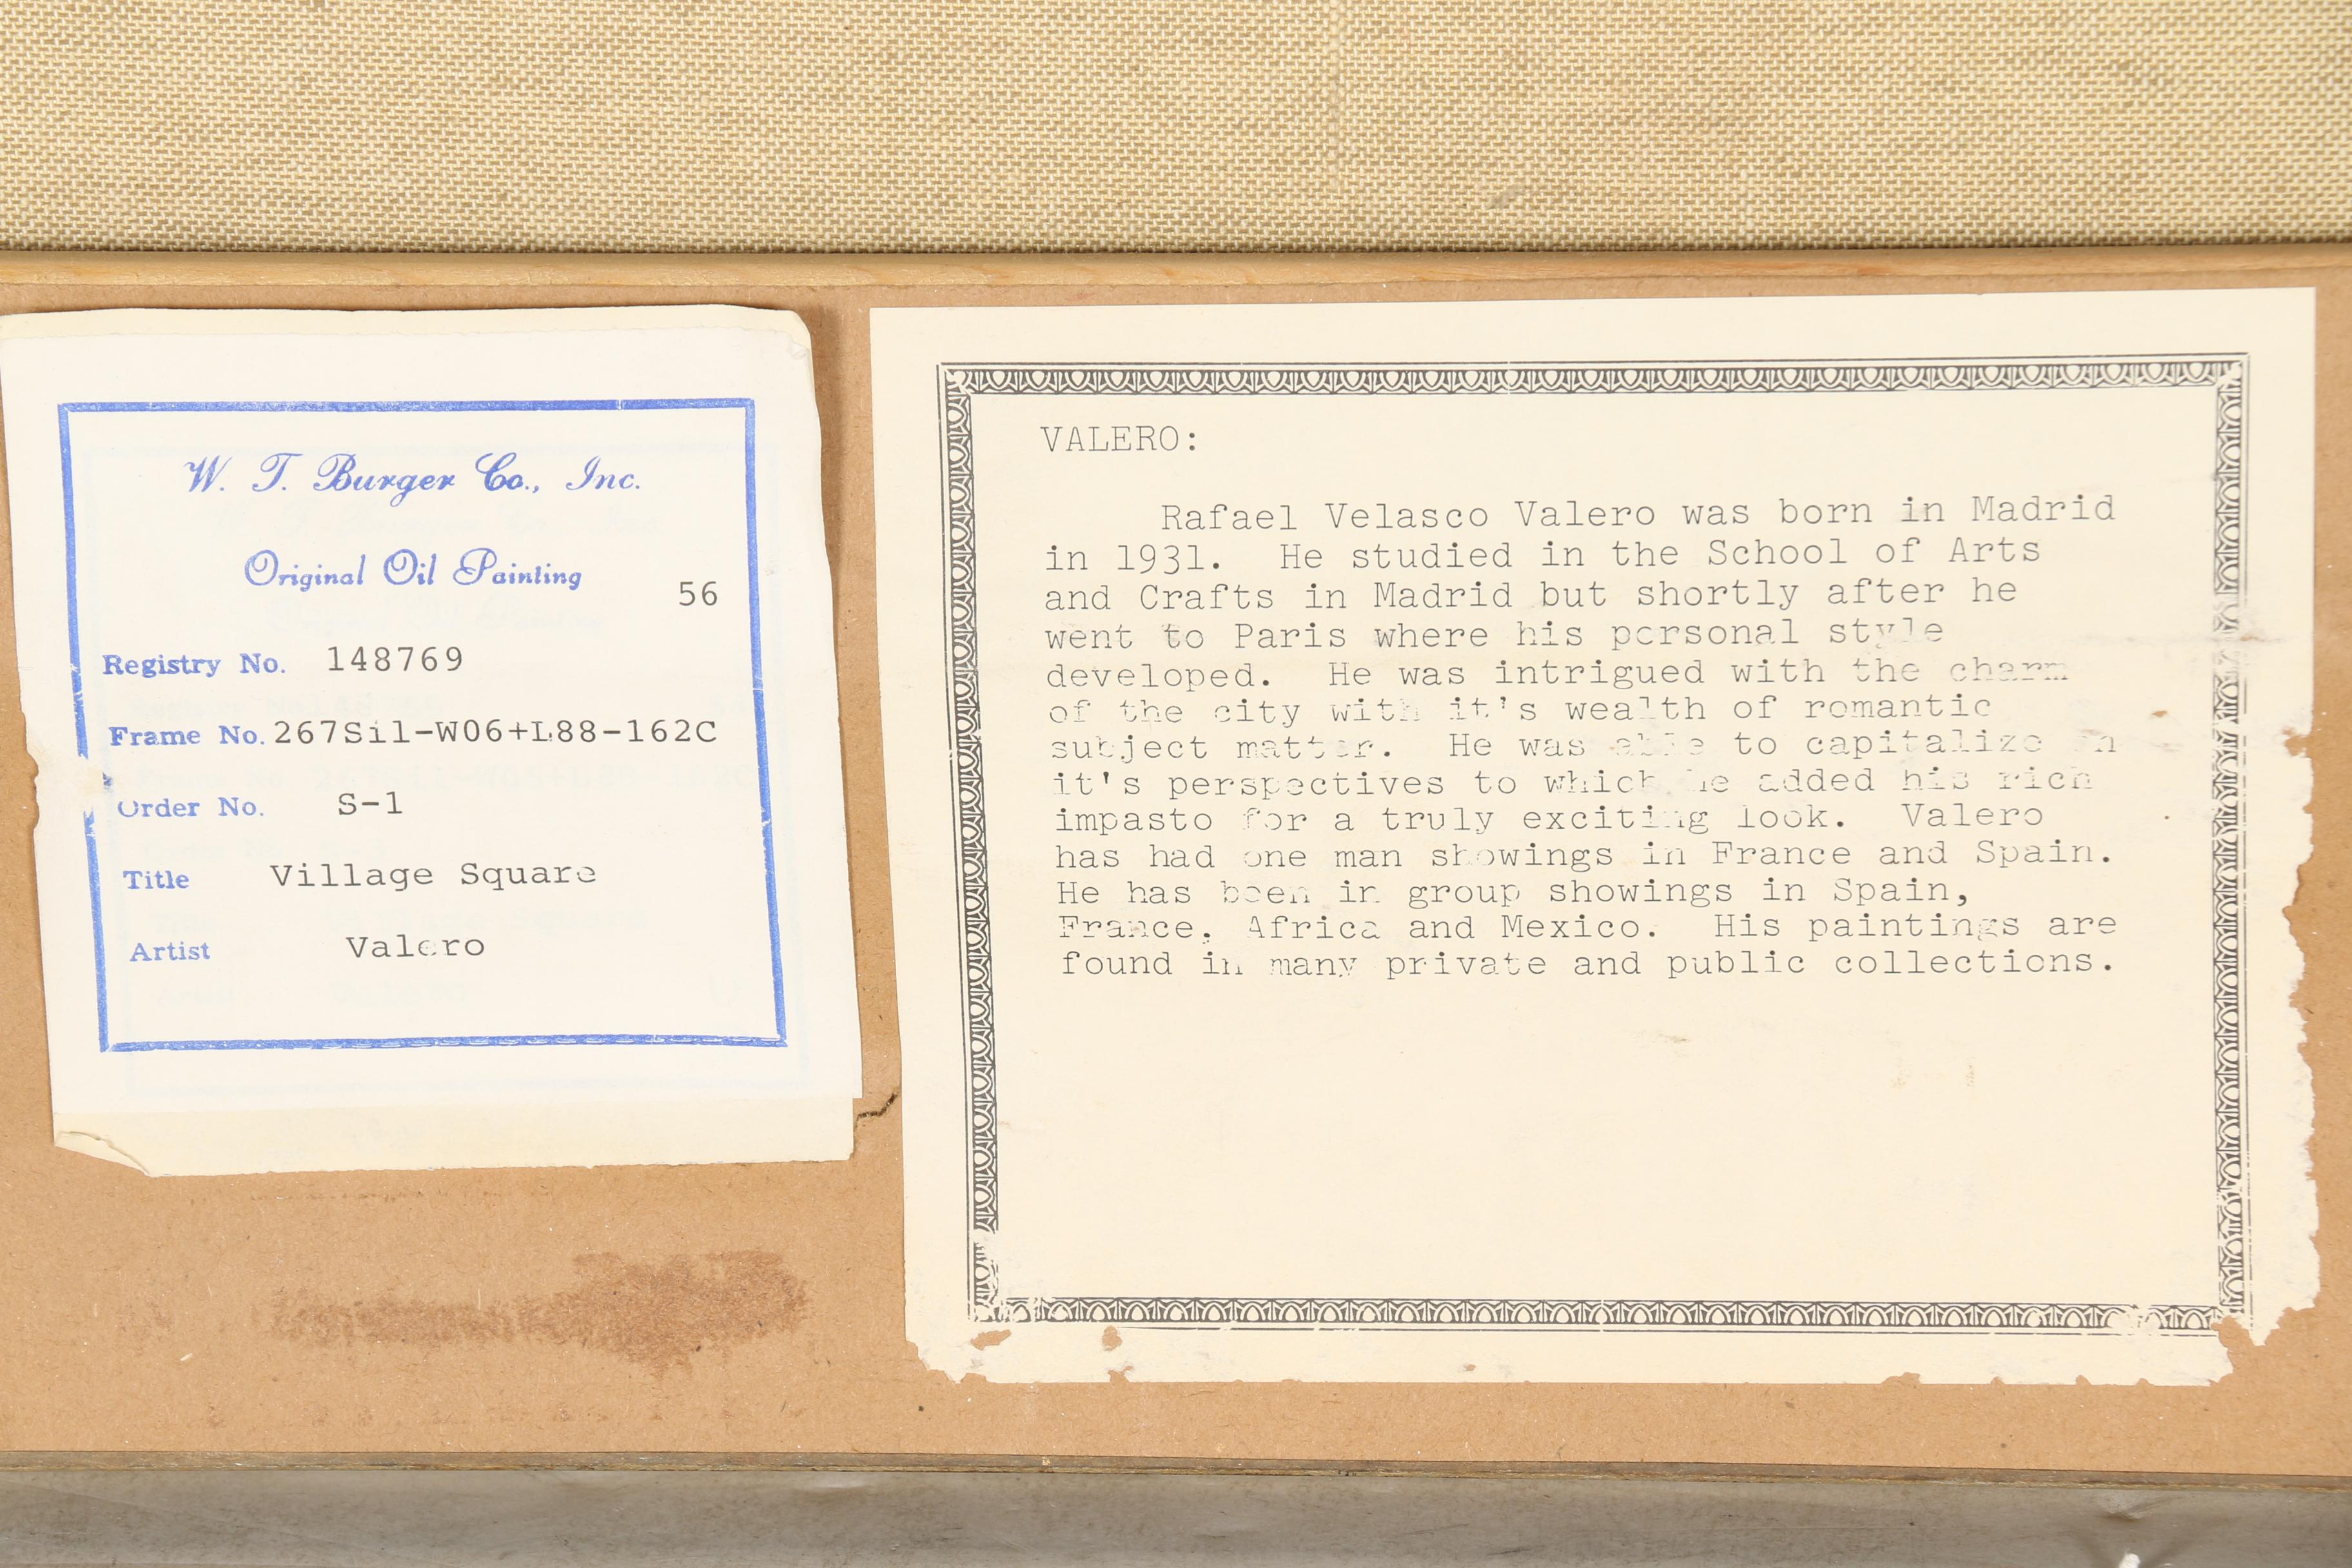 W. T. Burger Co., Inc.
Original Oil Painting
56
Registry No. 148769
Frame No. 267Sil-W06+L88-162C
Order No. S-1
Title Village Square
Artist Valero
VALERO:
Rafael Velasco Valero was born in Madrid
in 1931. He studied in the School of Arts
and Crafts in Madrid but shortly after he
went to Paris where his personal style
developed. He was intrigued with the charm
of the city with it's wealth of romantic
subject matter. He was able to capitalize on
it's perspectives to which he added his rich
impasto for a truly exciting look. Valero
has had one man showings in France and Spain.
He has been in group showings in Spain,
France, Africa and Mexico. His paintings are
found in many private and public collections.